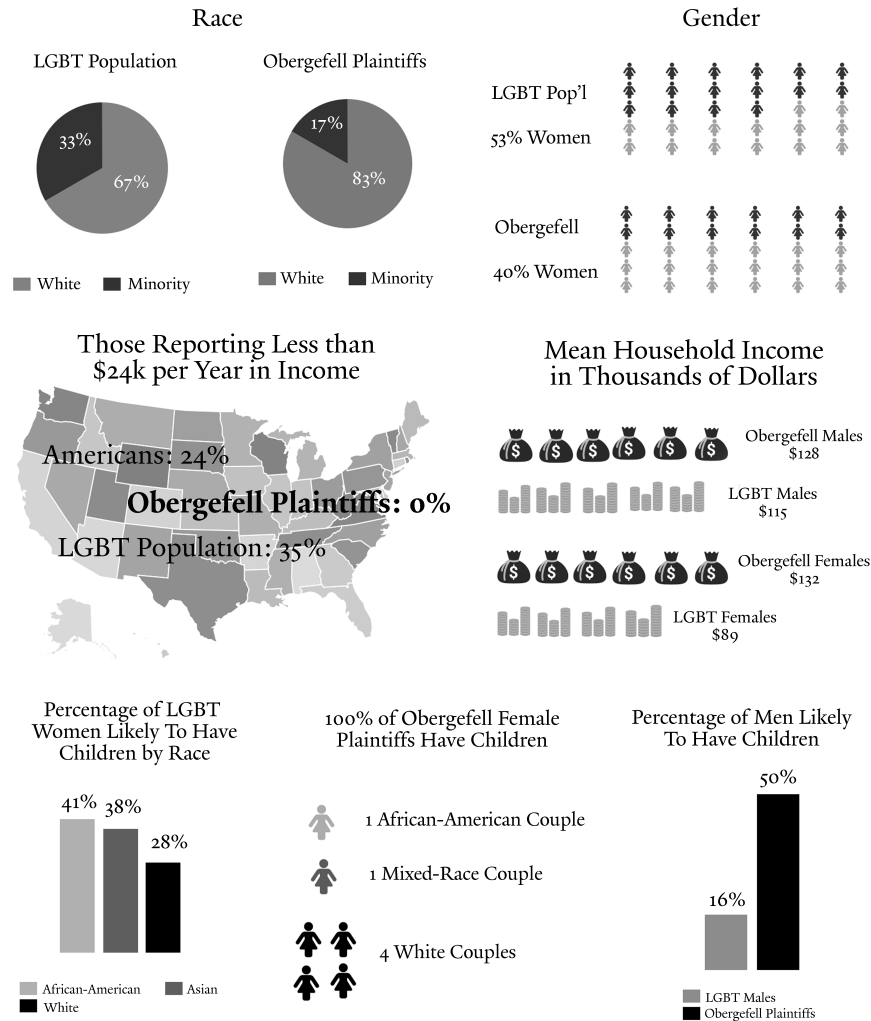 Race
LGBT Population
33%
67%
White
Minority
Obergefell Plaintiffs
17%
83%
White
Minority
Gender
LGBT Pop'l
53% Women
Obergefell
40% Women
Those Reporting Less than
$24k per Year in Income
Americans: 24%
Obergefell Plaintiffs: 0%
LGBT Population: 35%
Mean Household Income
in Thousands of Dollars
$ $ $ $ $ $
Obergefell Males
$128
LGBT Males
$115
$ $ $ $ $ $
Obergefell Females
$132
LGBT Females
$89
Percentage of LGBT
Women Likely To Have
Children by Race
41%
38%
28%
African-American
Asian
White
100% of Obergefell Female
Plaintiffs Have Children
1 African-American Couple
1 Mixed-Race Couple
4 White Couples
Percentage of Men Likely
To Have Children
50%
16%
LGBT Males
Obergefell Plaintiffs